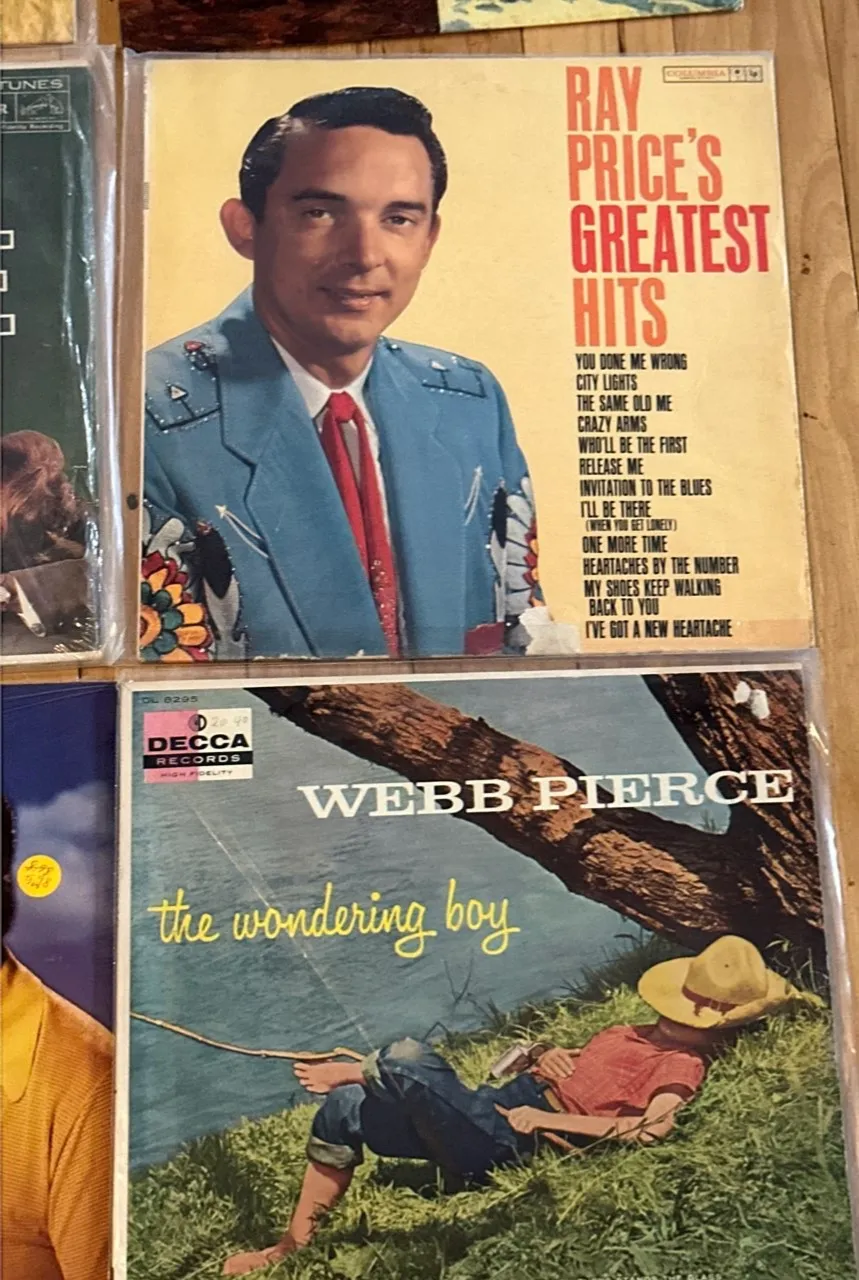 TUNES
RAY
PRICE'S
GREATEST
HITS
COLUMBIA
YOU DONE ME WRONG
CITY LIGHTS
THE SAME OLD ME
CRAZY ARMS
WHO'LL BE THE FIRST
RELEASE ME
INVITATION TO THE BLUES
I'LL BE THERE
(WHEN YOU GET LONELY)
ONE MORE TIME
HEARTACHES BY THE NUMBER
MY SHOES KEEP WALKING
BACK TO YOU
I'VE GOT A NEW HEARTACHE
DL 8295
DECCA
RECORDS
HIGH FIDELITY
WEBB PIERCE
the wondering boy